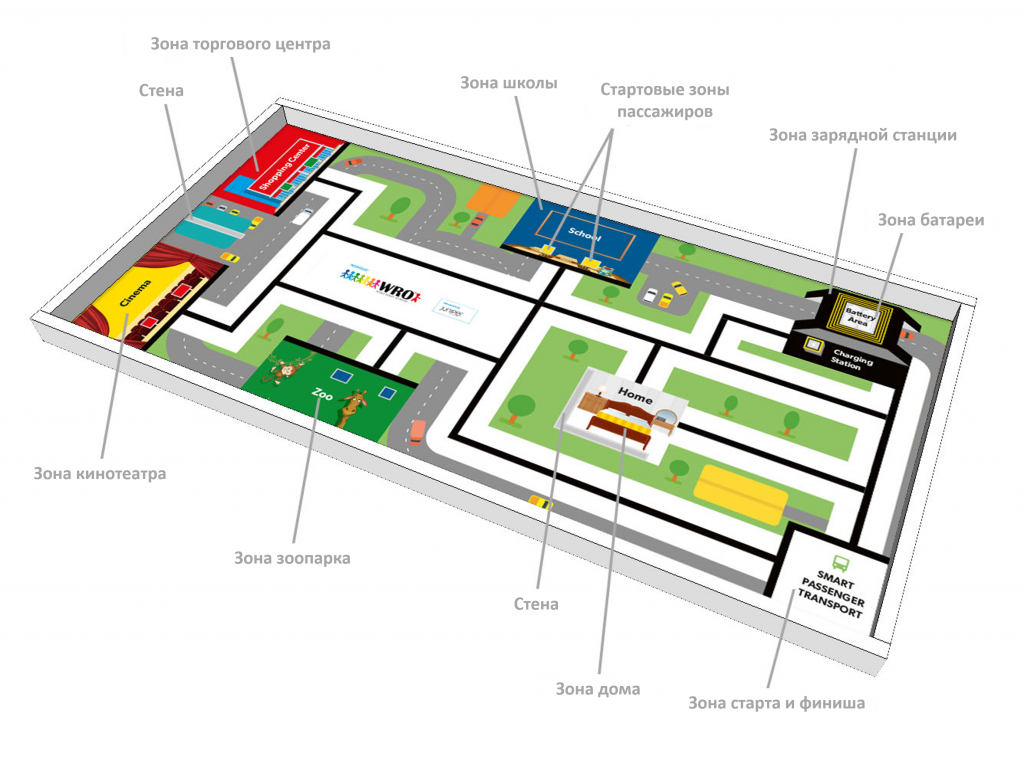 Зона торгового центра
Стена
Зона школы
Стартовые зоны
пассажиров
Зона зарядной станции
Зона батареи
Shopping Center
School
Cinema
WRO
Juniper
Battery
Area
Charging
Station
Zoo
Home
SMART
PASSENGER
TRANSPORT
Зона кинотеатра
Зона зоопарка
Стена
Зона дома
Зона старта и финиша